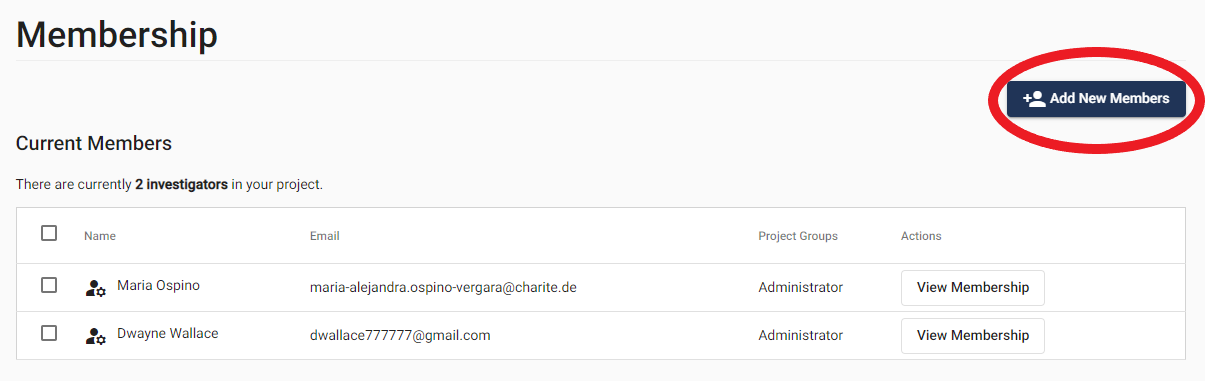 Membership
Add New Members
Current Members
There are currently 2 investigators in your project.
Name Email Project Groups Actions
Maria Ospino maria-alejandra.ospino-vergara@charite.de Administrator View Membership
Dwayne Wallace dwallace777777@gmail.com Administrator View Membership